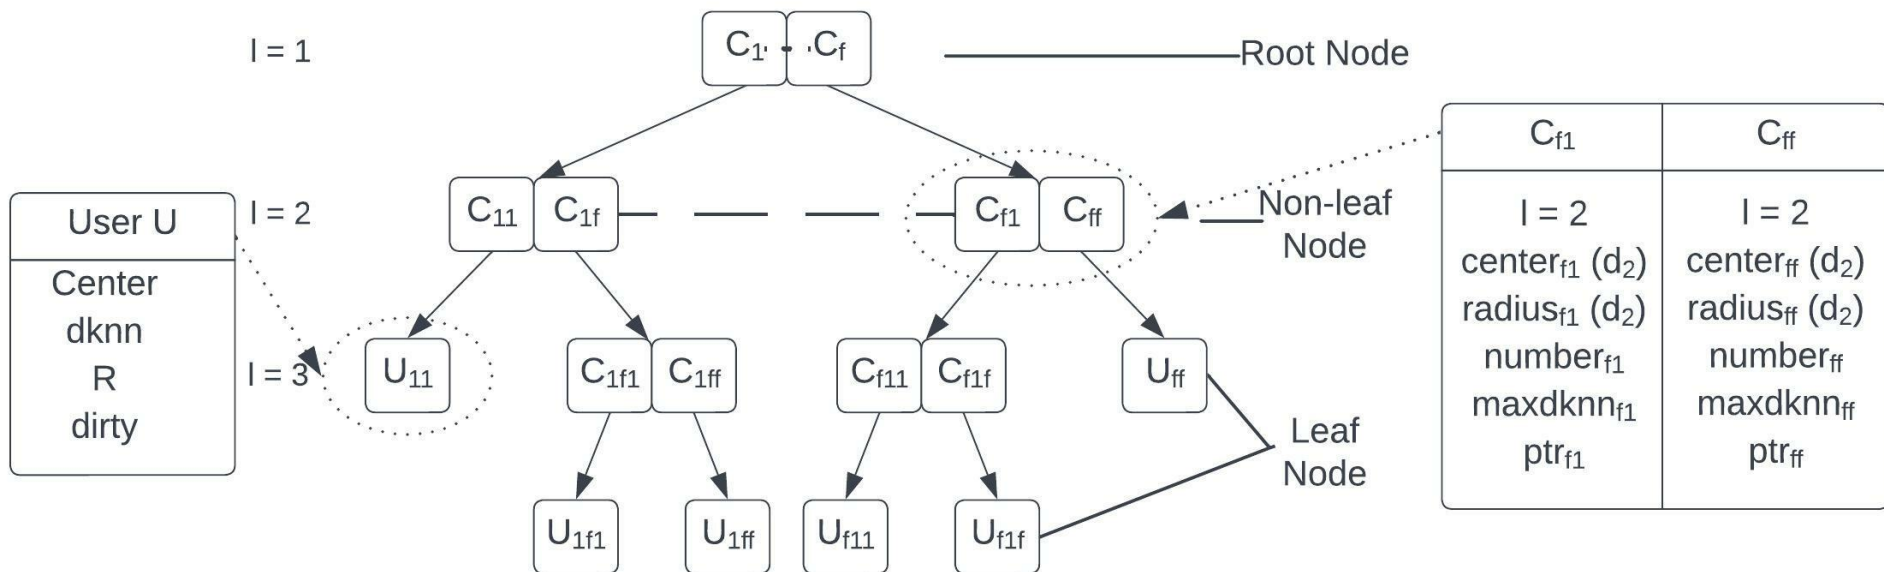 l = 1
C1 - - - Cf
Root Node
Cf1
Cff
User U
l = 2
C11
C1f
Cf1
Cff
Non-leaf
Node
l = 2
l = 2
centerf1 (d2)
centerff (d2)
radiusf1 (d2)
radiusff (d2)
numberf1
numberff
maxdknnf1
maxdknnff
ptrf1
ptrff
Center
dknn
R
dirty
l = 3
U11
C1f1
C1ff
Cf11
Cf1f
Uff
Leaf
Node
U1f1
U1ff
Uf11
Uf1f